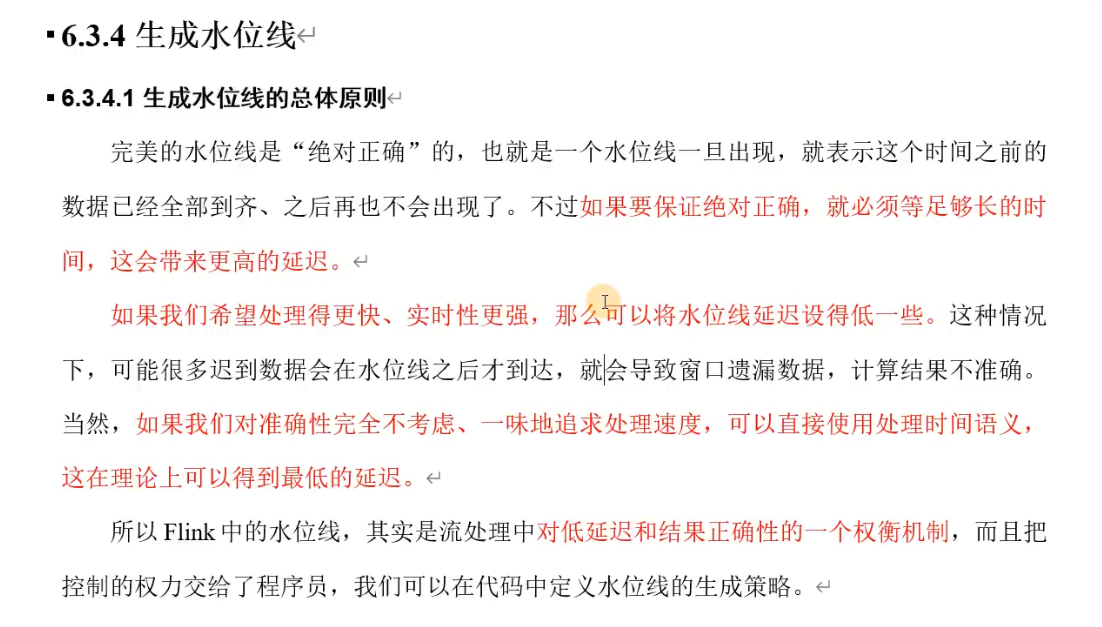 6.3.4 生成水位线
6.3.4.1 生成水位线的总体原则
完美的水位线是“绝对正确”的，也就是一个水位线一旦出现，就表示这个时间之前的
数据已经全部到齐、之后再也不会出现了。不过如果要保证绝对正确，就必须等足够长的时
间，这会带来更高的延迟。
如果我们希望处理得更快、实时性更强，那么可以将水位线延迟设得低一些。这种情况
下，可能很多迟到数据会在水位线之后才到达，就会导致窗口遗漏数据，计算结果不准确。
当然，如果我们对准确性完全不考虑、一味地追求处理速度，可以直接使用处理时间语义，
这在理论上可以得到最低的延迟。
所以 Flink 中的水位线，其实是流处理中对低延迟和结果正确性的一个权衡机制，而且把
控制的权力交给了程序员，我们可以在代码中定义水位线的生成策略。